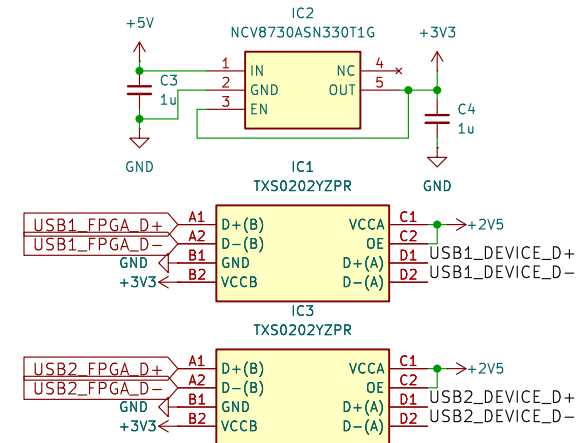 IC2
NCV8730ASN330T1G
+5V
+3V3
1 IN NC 4
2 GND OUT 5
3 EN
C3
1u
C4
1u
GND
GND
IC1
TXS0202YZPR
USB1_FPGA_D+ A1 D+(B) VCCA C1 +2V5
USB1_FPGA_D- A2 D-(B) OE C2
GND B1 GND D+(A) D1 USB1_DEVICE_D+
+3V3 B2 VCCB D-(A) D2 USB1_DEVICE_D-
IC3
TXS0202YZPR
USB2_FPGA_D+ A1 D+(B) VCCA C1 +2V5
USB2_FPGA_D- A2 D-(B) OE C2
GND B1 GND D+(A) D1 USB2_DEVICE_D+
+3V3 B2 VCCB D-(A) D2 USB2_DEVICE_D-